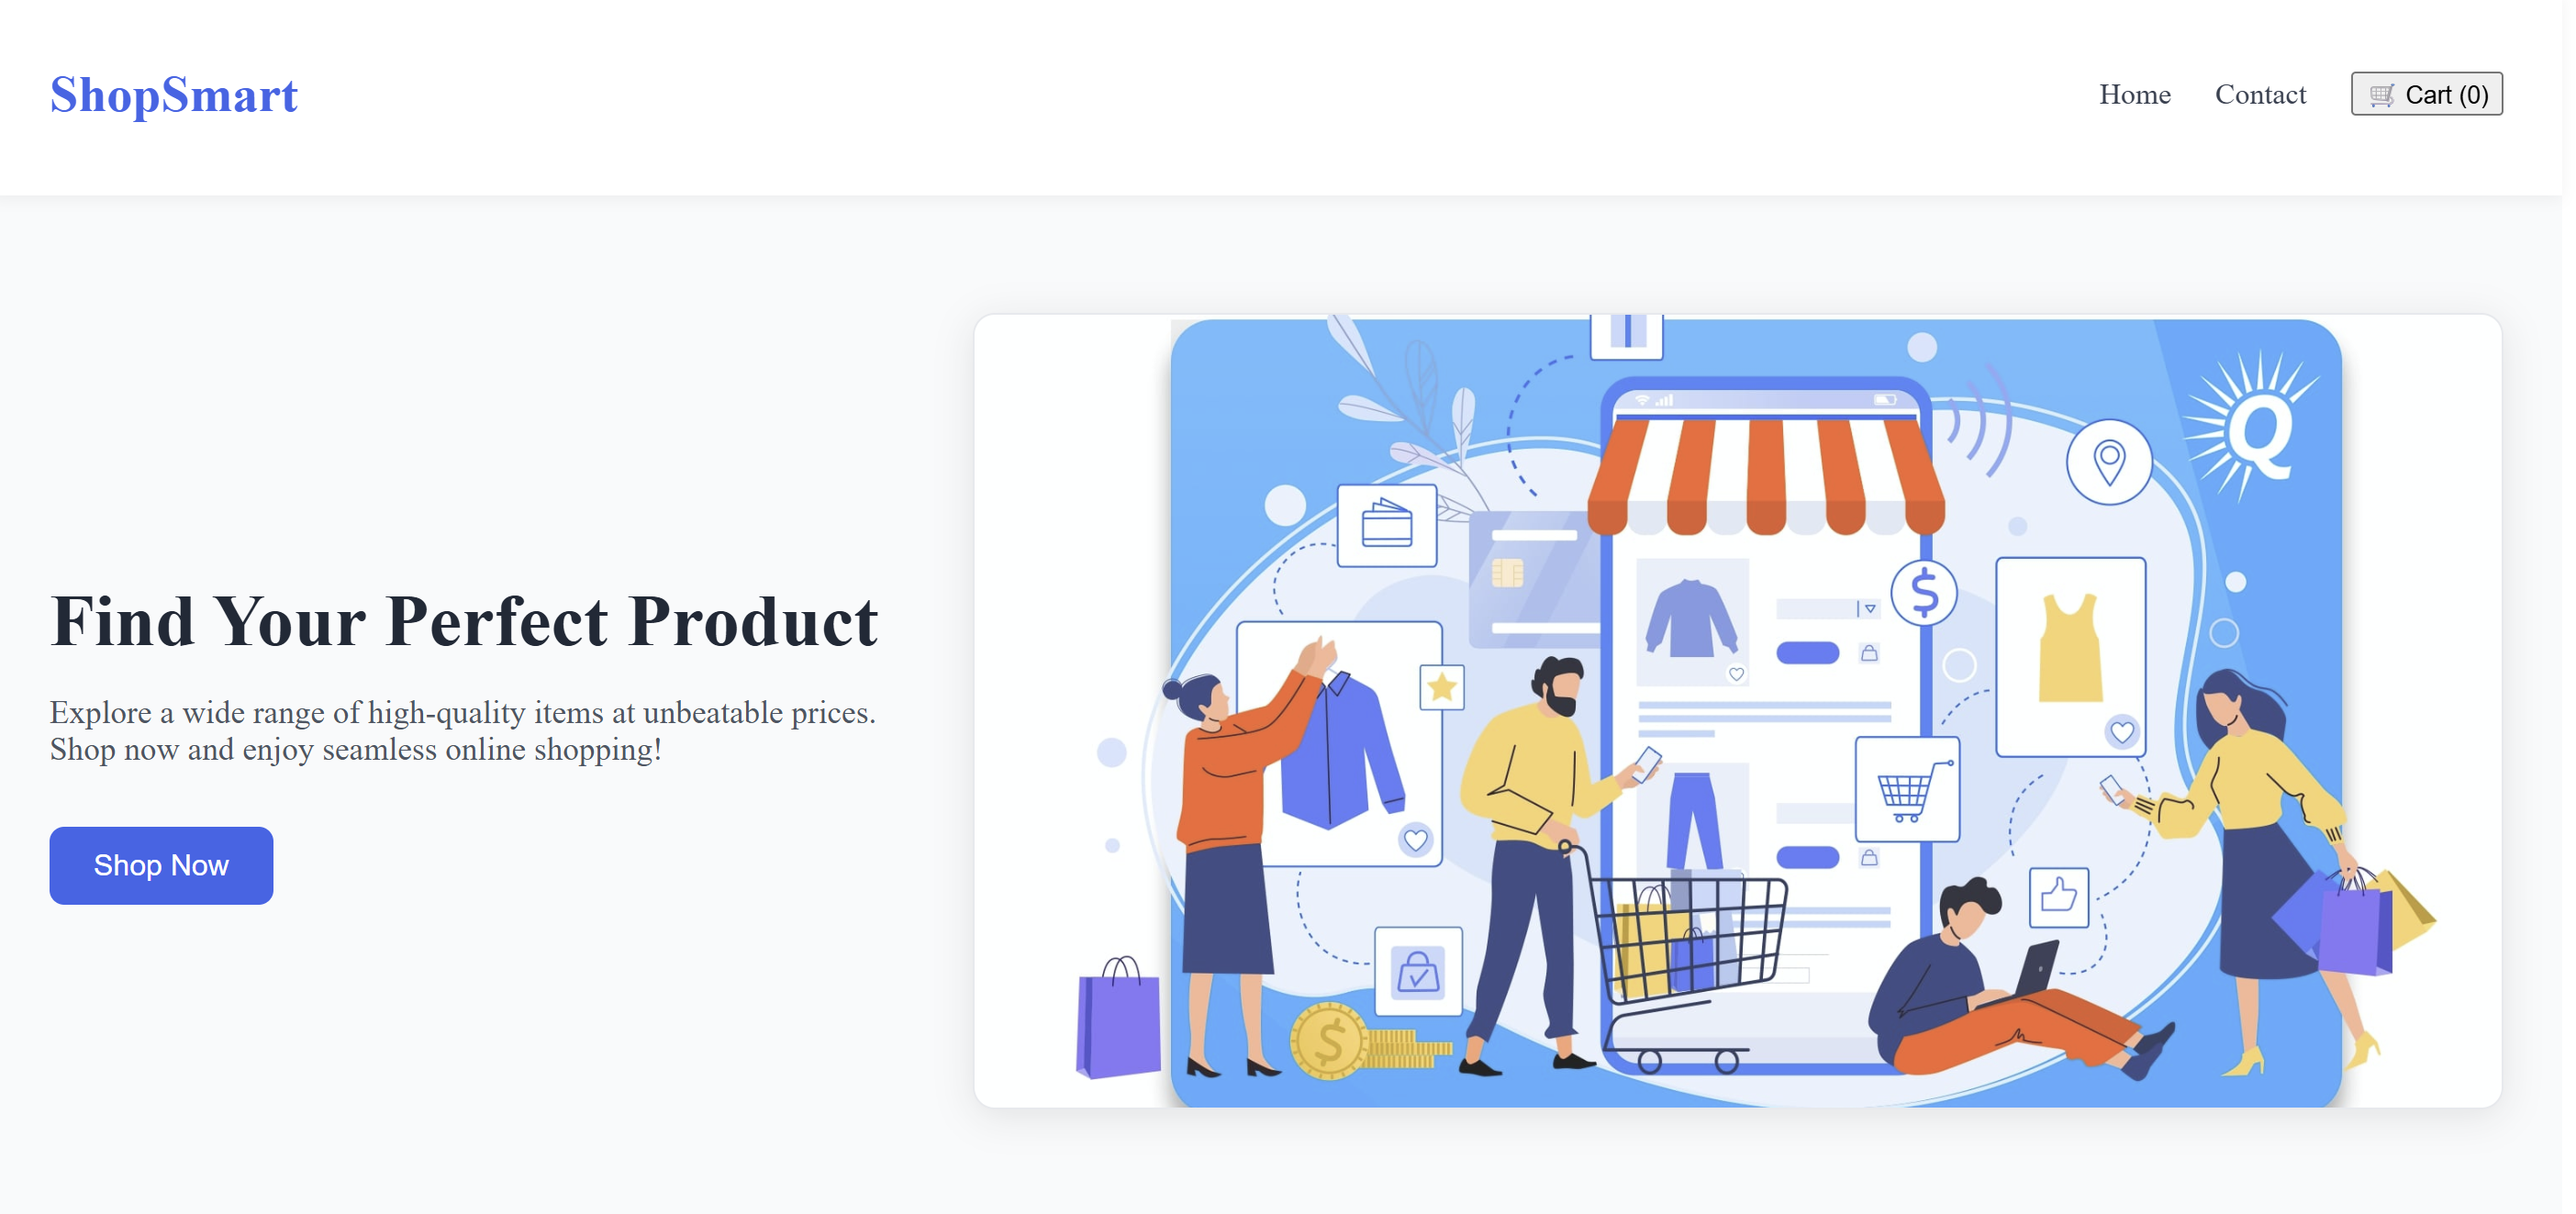 ShopSmart
Home
Contact
Cart (0)
Find Your Perfect Product
Explore a wide range of high-quality items at unbeatable prices.
Shop now and enjoy seamless online shopping!
Shop Now
Q
$
$